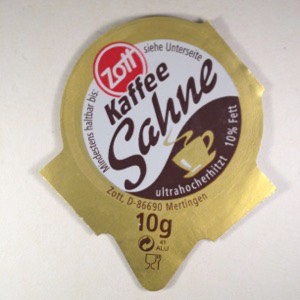 Mindestens haltbar bis:
siehe Unterseite
Zott
Kaffee
Sahne
ultrahocherhitzt 10% Fett
Zott, D-86690 Mertingen
10g
41
ALU